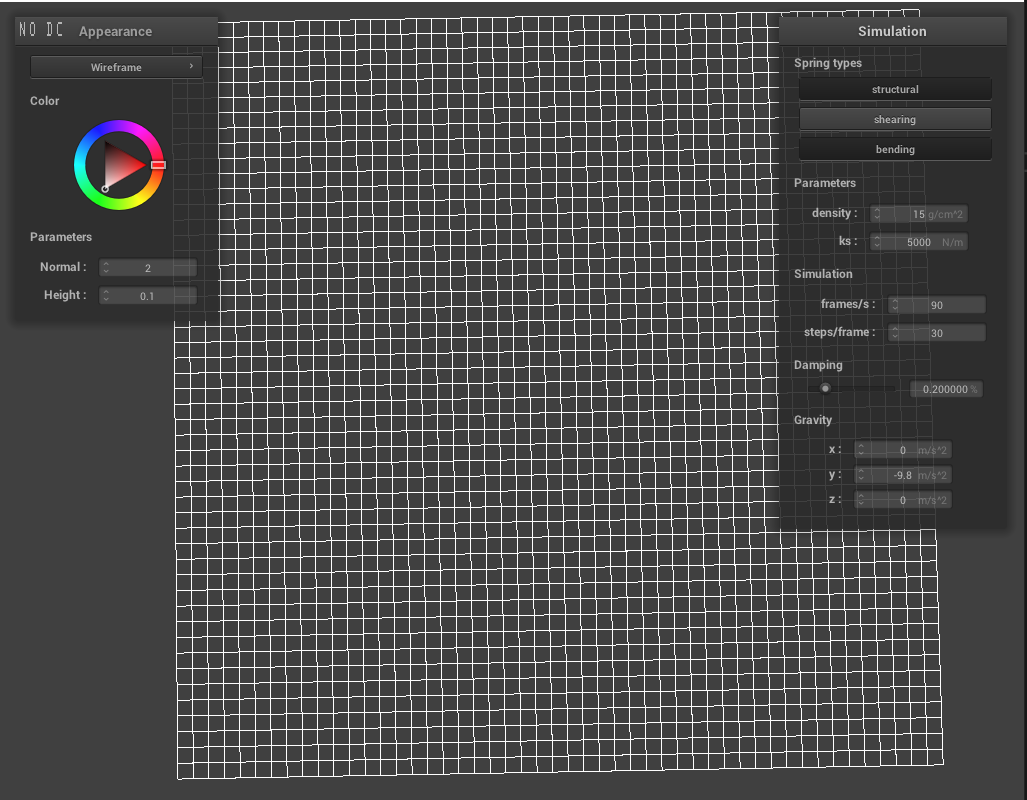 NO DC
Appearance
Wireframe
Color
Parameters
Normal : 2
Height : 0.1
Simulation
Spring types
structural
shearing
bending
Parameters
density : 15 g/cm^2
ks : 5000 N/m
Simulation
frames/s : 90
steps/frame : 30
Damping
0.200000 %
Gravity
x : 0 m/s^2
y : -9.8 m/s^2
z : 0 m/s^2